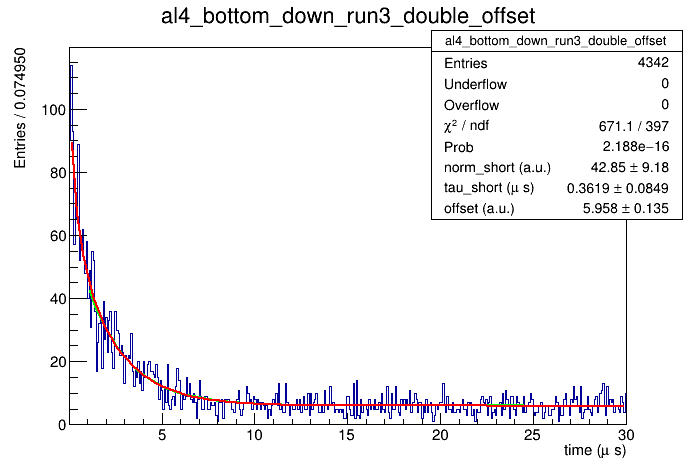 al4_bottom_down_run3_double_offset
al4_bottom_down_run3_double_offset
Entries 4342
Underflow 0
Overflow 0
χ² / ndf 671.1 / 397
Prob 2.188e−16
norm_short (a.u.) 42.85 ± 9.18
tau_short (μ s) 0.3619 ± 0.0849
offset (a.u.) 5.958 ± 0.135
Entries / 0.074950
100
80
60
40
20
0
5 10 15 20 25 30
time (μ s)